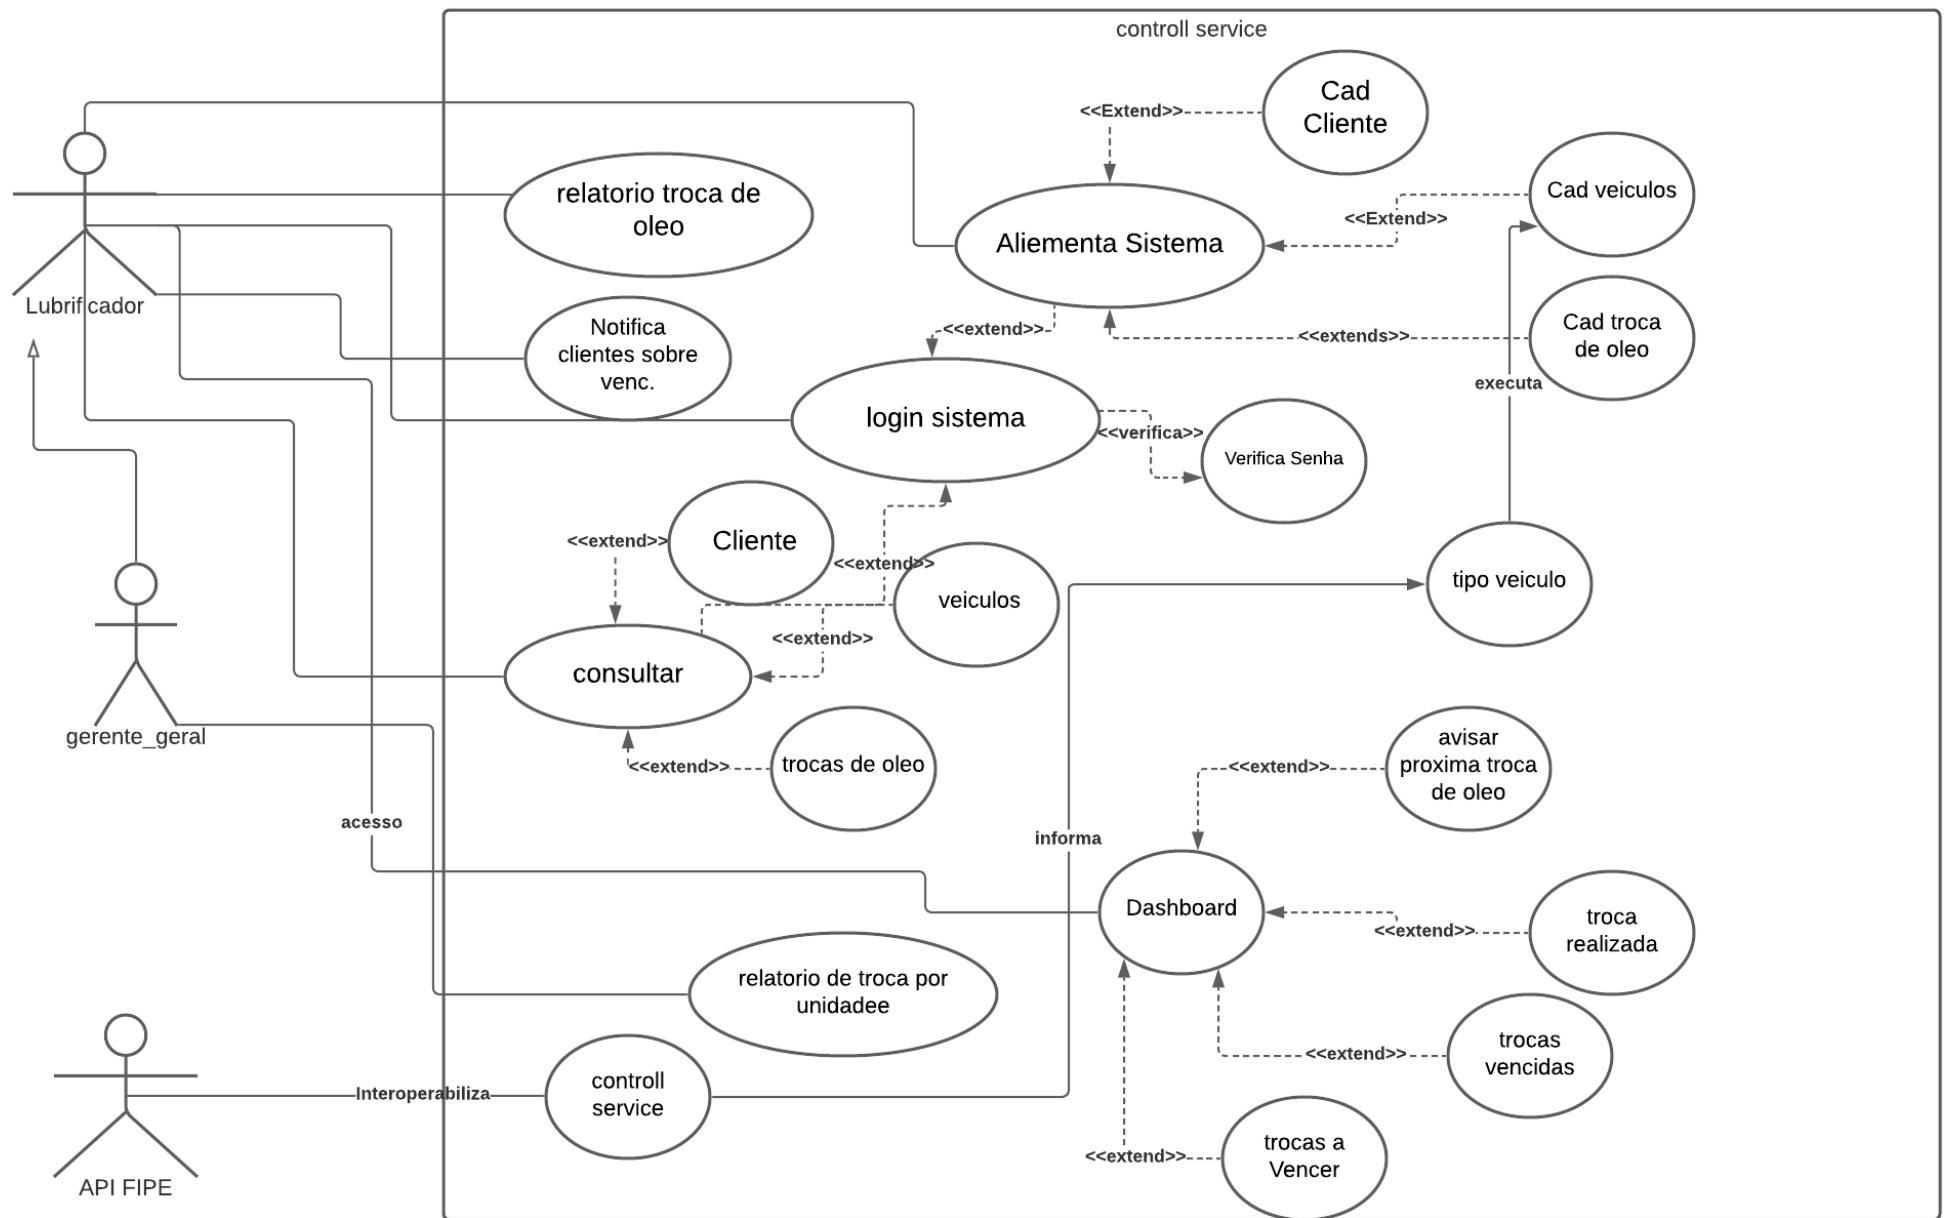 controll service
Cad
Cliente
<<Extend>>
relatorio troca de
oleo
Cad veiculos
<<Extend>>
Aliementa Sistema
Lubrificador
Notifica
clientes sobre
venc.
<<extend>>
<<extends>>
Cad troca
de oleo
executa
login sistema
<<verifica>>
Verifica Senha
<<extend>>
Cliente
<<extend>>
veiculos
tipo veiculo
<<extend>>
consultar
gerente_geral
<<extend>>
trocas de oleo
avisar
proxima troca
de oleo
<<extend>>
acesso
informa
Dashboard
<<extend>>
troca
realizada
relatorio de troca por
unidadee
trocas
vencidas
<<extend>>
Interoperabiliza
controll
service
<<extend>>
trocas a
Vencer
API FIPE